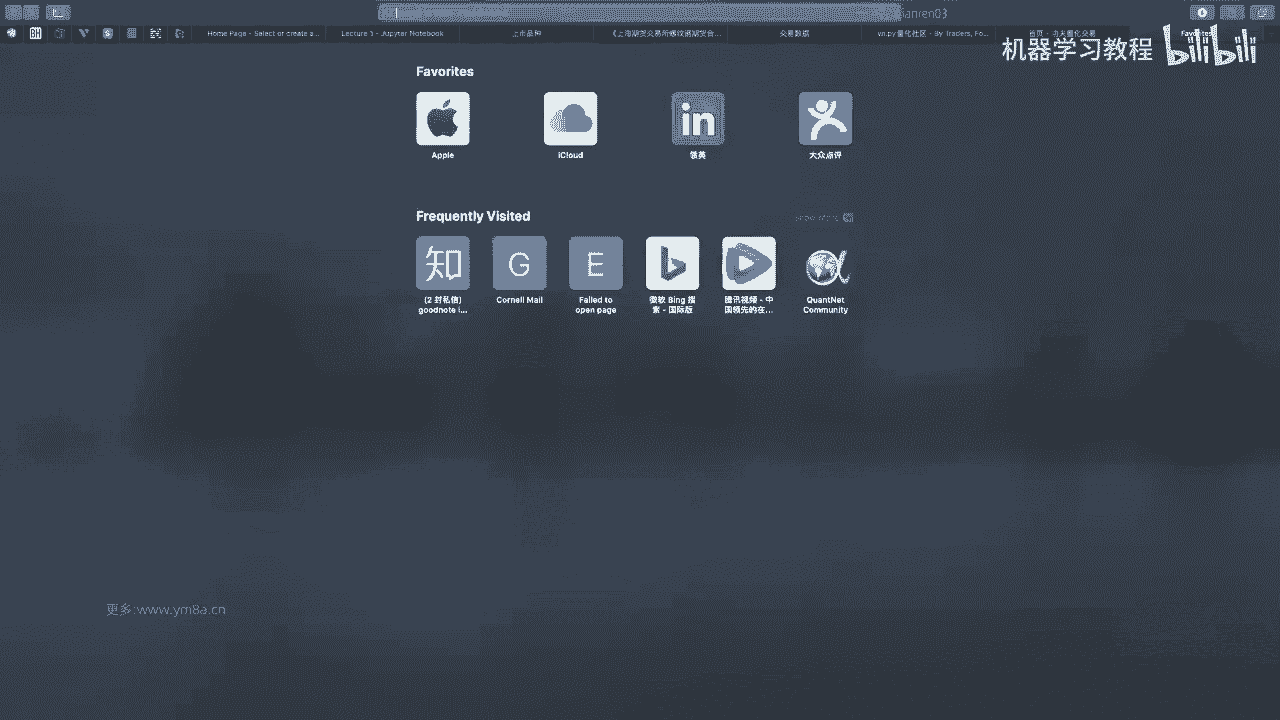 anren03
Home Page - Select or create a...
Lecture 1 - Jupyter Notebook
上市品种
《上海期货交易所螺纹钢期货合...
交易数据
vn.py量化社区 - By Traders, Fo...
首页 - 功夫量化交易
Favorites
机器学习教程 bilibili
Favorites
Apple
iCloud
in
领英
大众点评
Frequently Visited
Show More
知
G
E
(2 封私信) goodnote i...
Cornell Mail
Failed to open page
微软 Bing 搜索 - 国际版
腾讯视频 - 中国领先的在...
QuantNet Community
更多:www.ym8a.cn